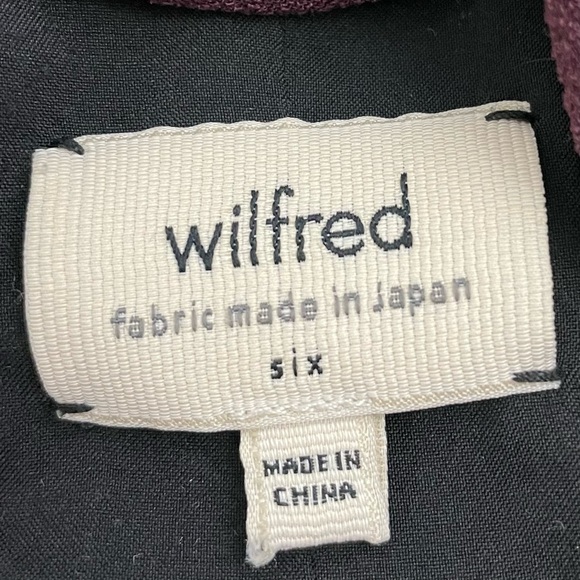 wilfred
fabric made in Japan
six
MADE IN
CHINA